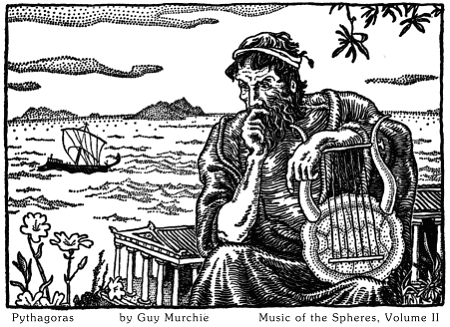 Pythagoras by Guy Murchie Music of the Spheres, Volume II